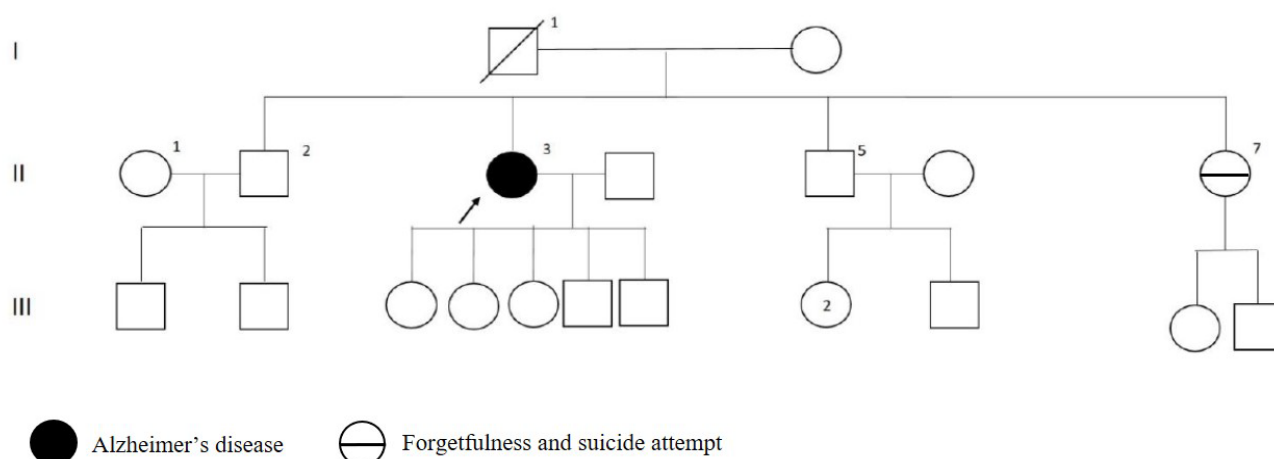 I 1
1 2 3 5 7
II
III 2
Alzheimer’s disease Forgetfulness and suicide attempt